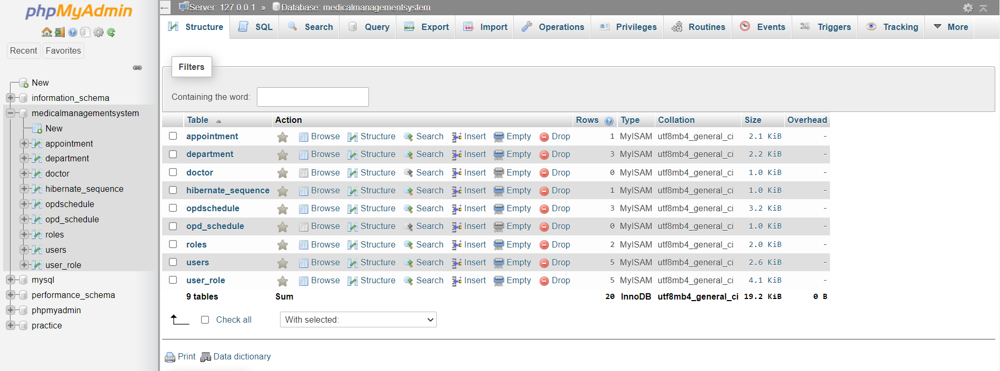 phpMyAdmin
Recent Favorites
New
information_schema
medicalmanagementsystem
New
appointment
department
doctor
hibernate_sequence
opdschedule
opd_schedule
roles
users
user_role
mysql
performance_schema
phpmyadmin
practice
Server: 127.0.0.1 » Database: medicalmanagementsystem
Structure SQL Search Query Export Import Operations Privileges Routines Events Triggers Tracking More
Filters
Containing the word:
Table Action Rows Type Collation Size Overhead
appointment Browse Structure Search Insert Empty Drop 1 MyISAM utf8mb4_general_ci 2.1 KiB -
department Browse Structure Search Insert Empty Drop 3 MyISAM utf8mb4_general_ci 2.2 KiB -
doctor Browse Structure Search Insert Empty Drop 0 MyISAM utf8mb4_general_ci 1.0 KiB -
hibernate_sequence Browse Structure Search Insert Empty Drop 1 MyISAM utf8mb4_general_ci 1.0 KiB -
opdschedule Browse Structure Search Insert Empty Drop 3 MyISAM utf8mb4_general_ci 3.2 KiB -
opd_schedule Browse Structure Search Insert Empty Drop 0 MyISAM utf8mb4_general_ci 1.0 KiB -
roles Browse Structure Search Insert Empty Drop 2 MyISAM utf8mb4_general_ci 2.0 KiB -
users Browse Structure Search Insert Empty Drop 5 MyISAM utf8mb4_general_ci 2.6 KiB -
user_role Browse Structure Search Insert Empty Drop 5 MyISAM utf8mb4_general_ci 4.1 KiB -
9 tables Sum 20 InnoDB utf8mb4_general_ci 19.2 KiB 0 B
Check all With selected:
Print Data dictionary